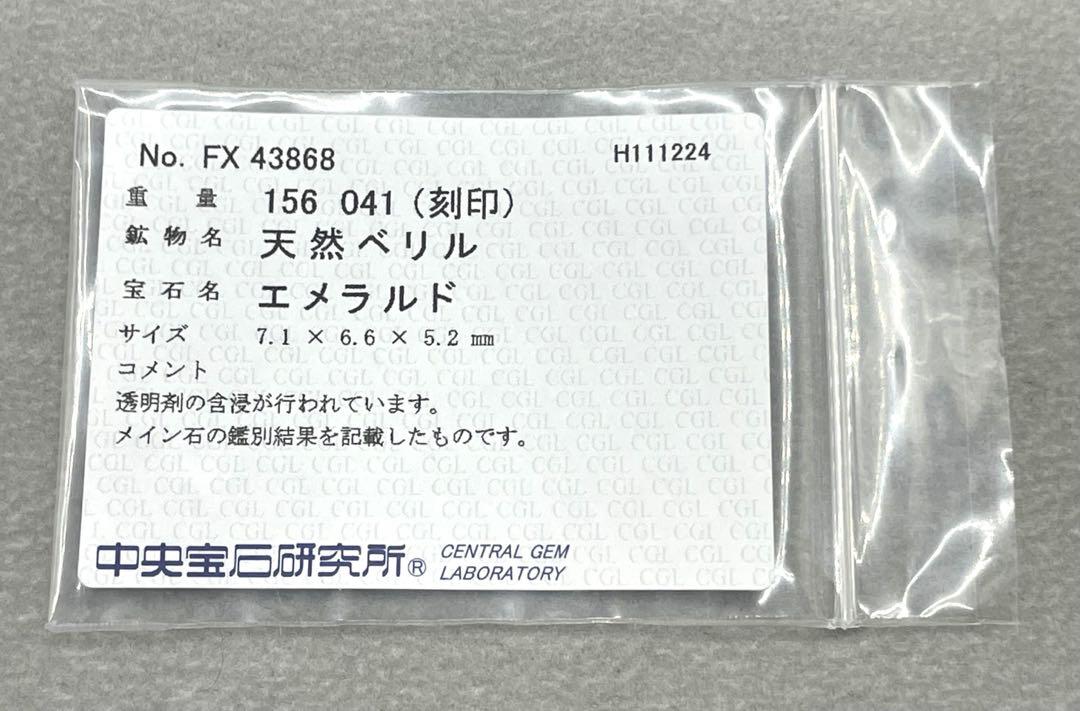 No. FX 43868 H111224
重量 156 041 (刻印)
鉱物名 天然ベリル
宝石名 エメラルド
サイズ 7.1 × 6.6 × 5.2 mm
コメント
透明剤の含浸が行われています。
メイン石の鑑別結果を記載したものです。
中央宝石研究所® CENTRAL GEM
LABORATORY